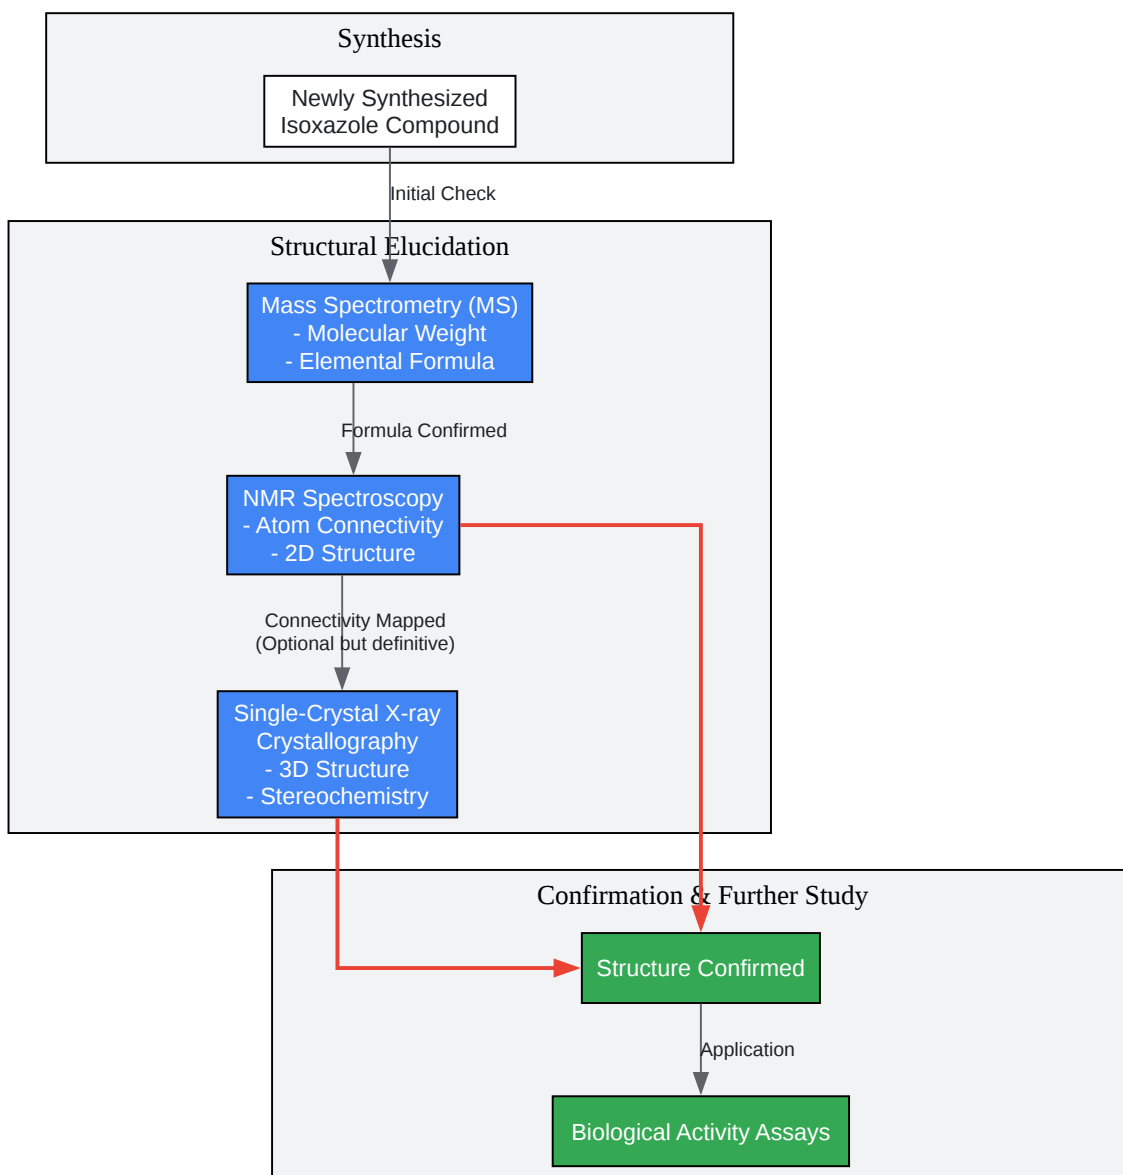 Synthesis
Newly Synthesized
Isoxazole Compound
Initial Check
Structural Elucidation
Mass Spectrometry (MS)
- Molecular Weight
- Elemental Formula
Formula Confirmed
NMR Spectroscopy
- Atom Connectivity
- 2D Structure
Connectivity Mapped
(Optional but definitive)
Single-Crystal X-ray
Crystallography
- 3D Structure
- Stereochemistry
Confirmation & Further Study
Structure Confirmed
Application
Biological Activity Assays